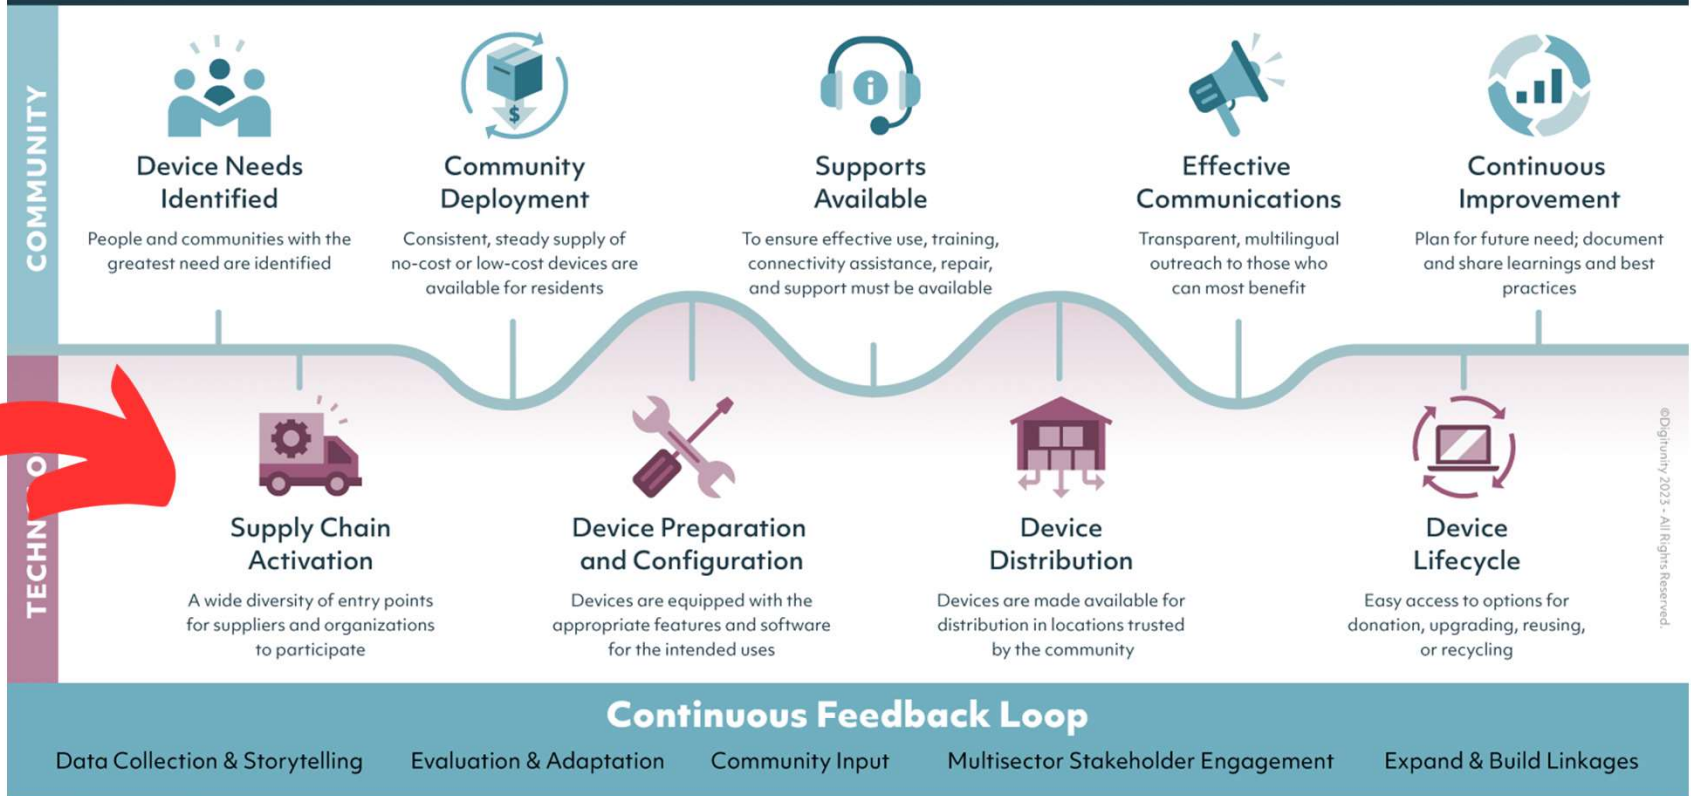 COMMUNITY
Device Needs
Identified
People and communities with the
greatest need are identified
Community
Deployment
Consistent, steady supply of
no-cost or low-cost devices are
available for residents
$
Supports
Available
To ensure effective use, training,
connectivity assistance, repair,
and support must be available
i
Effective
Communications
Transparent, multilingual
outreach to those who
can most benefit
Continuous
Improvement
Plan for future need; document
and share learnings and best
practices
Supply Chain
Activation
A wide diversity of entry points
for suppliers and organizations
to participate
Device Preparation
and Configuration
Devices are equipped with the
appropriate features and software
for the intended uses
Device
Distribution
Devices are made available for
distribution in locations trusted
by the community
Device
Lifecycle
Easy access to options for
donation, upgrading, reusing,
or recycling
©Digitunity 2023 - All Rights Reserved.
Continuous Feedback Loop
Data Collection & Storytelling
Evaluation & Adaptation
Community Input
Multisector Stakeholder Engagement
Expand & Build Linkages